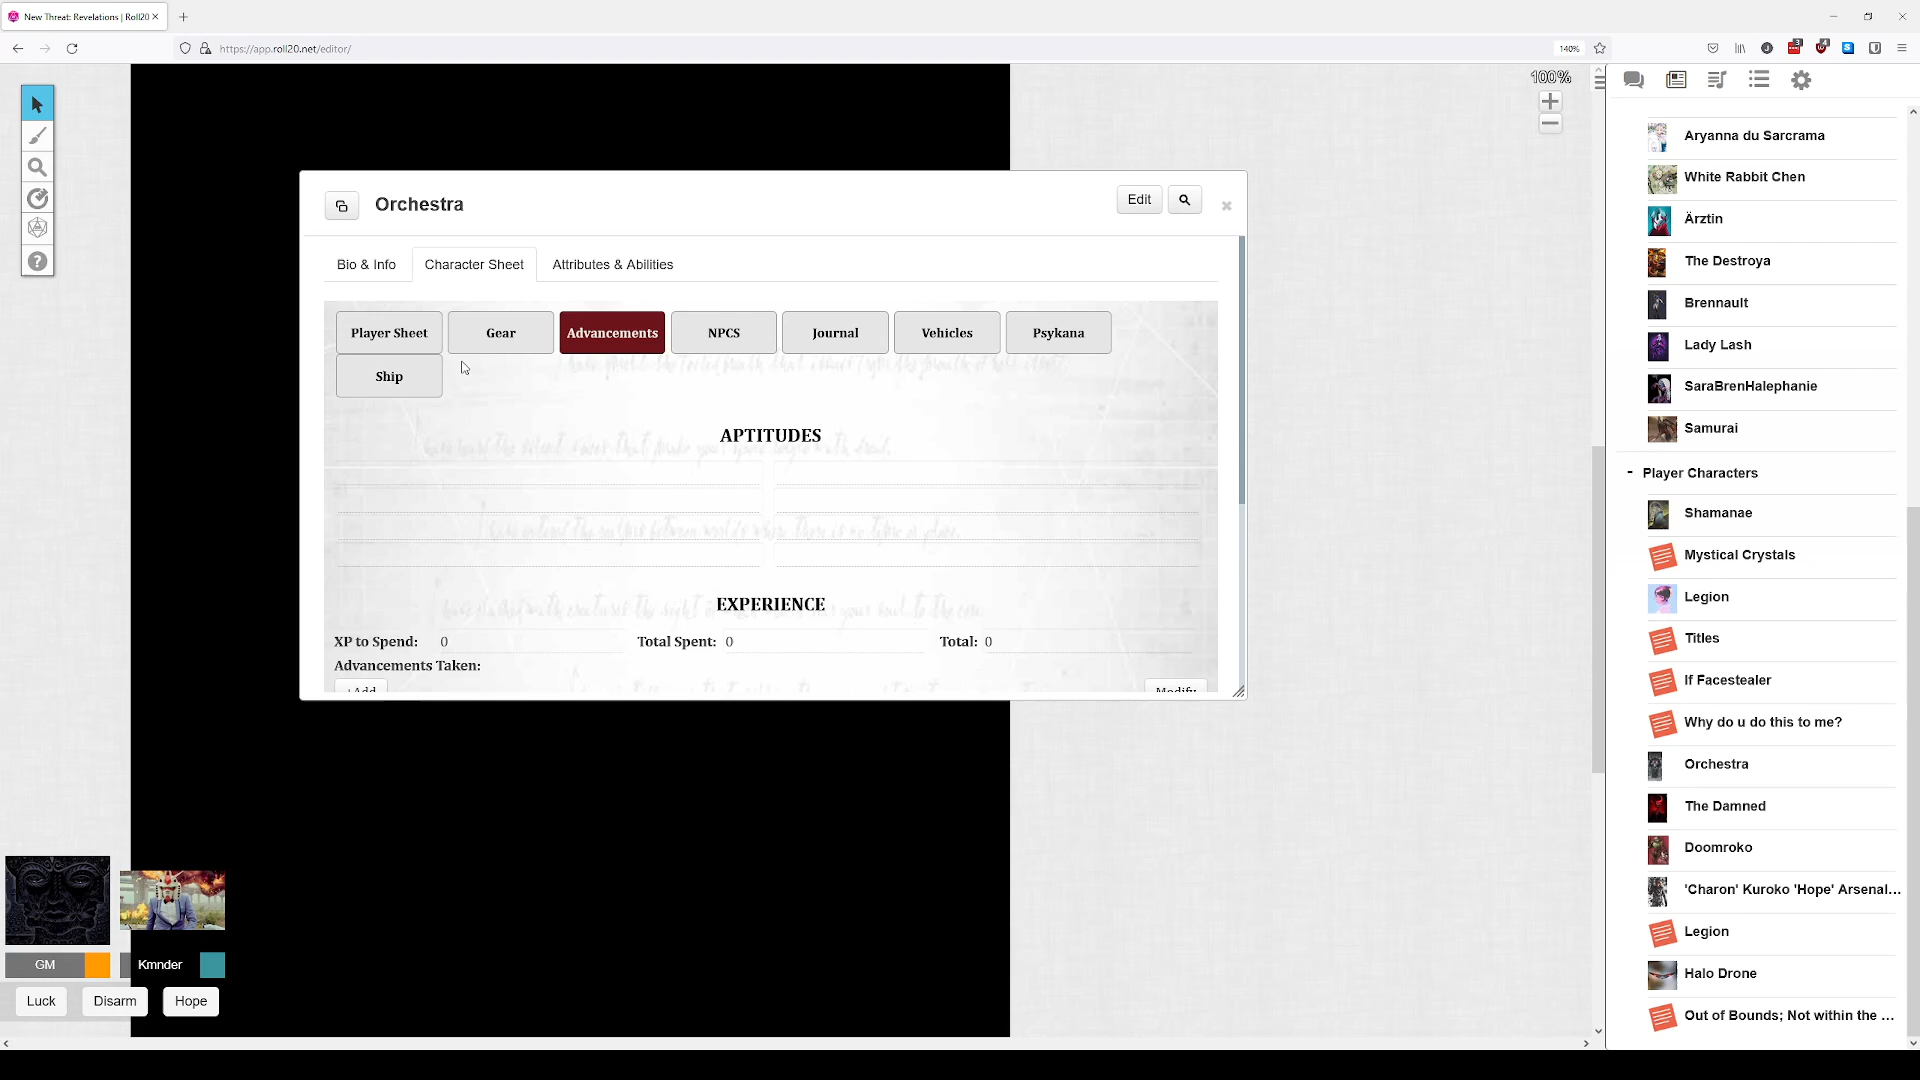 New Threat: Revelations | Roll20
https://app.roll20.net/editor/
140%
100%
Orchestra
Edit
Bio & Info
Character Sheet
Attributes & Abilities
Player Sheet
Gear
Advancements
NPCS
Journal
Vehicles
Psykana
Ship
APTITUDES
EXPERIENCE
XP to Spend: 0
Total Spent: 0
Total: 0
Advancements Taken:
+Add
Modify
GM
Kmnder
Luck
Disarm
Hope
Aryanna du Sarcrama
White Rabbit Chen
Ärztin
The Destroya
Brennault
Lady Lash
SaraBrenHalephanie
Samurai
- Player Characters
Shamanae
Mystical Crystals
Legion
Titles
If Facestealer
Why do u do this to me?
Orchestra
The Damned
Doomroko
'Charon' Kuroko 'Hope' Arsenal...
Legion
Halo Drone
Out of Bounds; Not within the ...